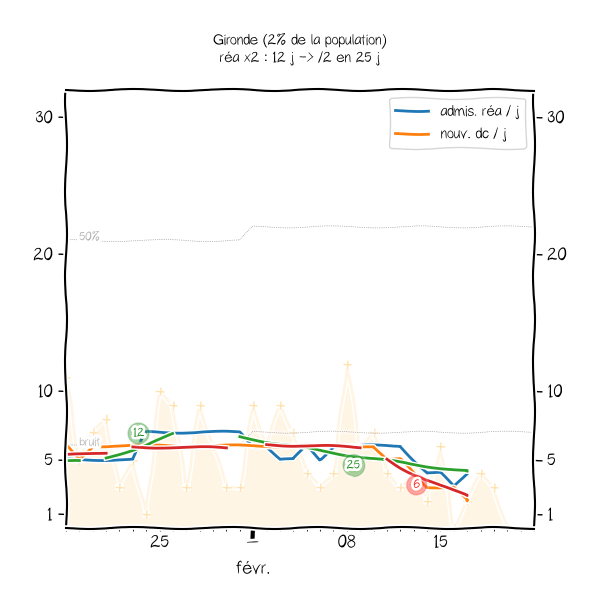 Gironde (2% de la population)
réa x2 : 12 j -> /2 en 25 j
admis. réa / j
nouv. dc / j
30
30
50%
20
20
10
10
12
bruit
25
5
5
6
1
1
25
08
15
févr.